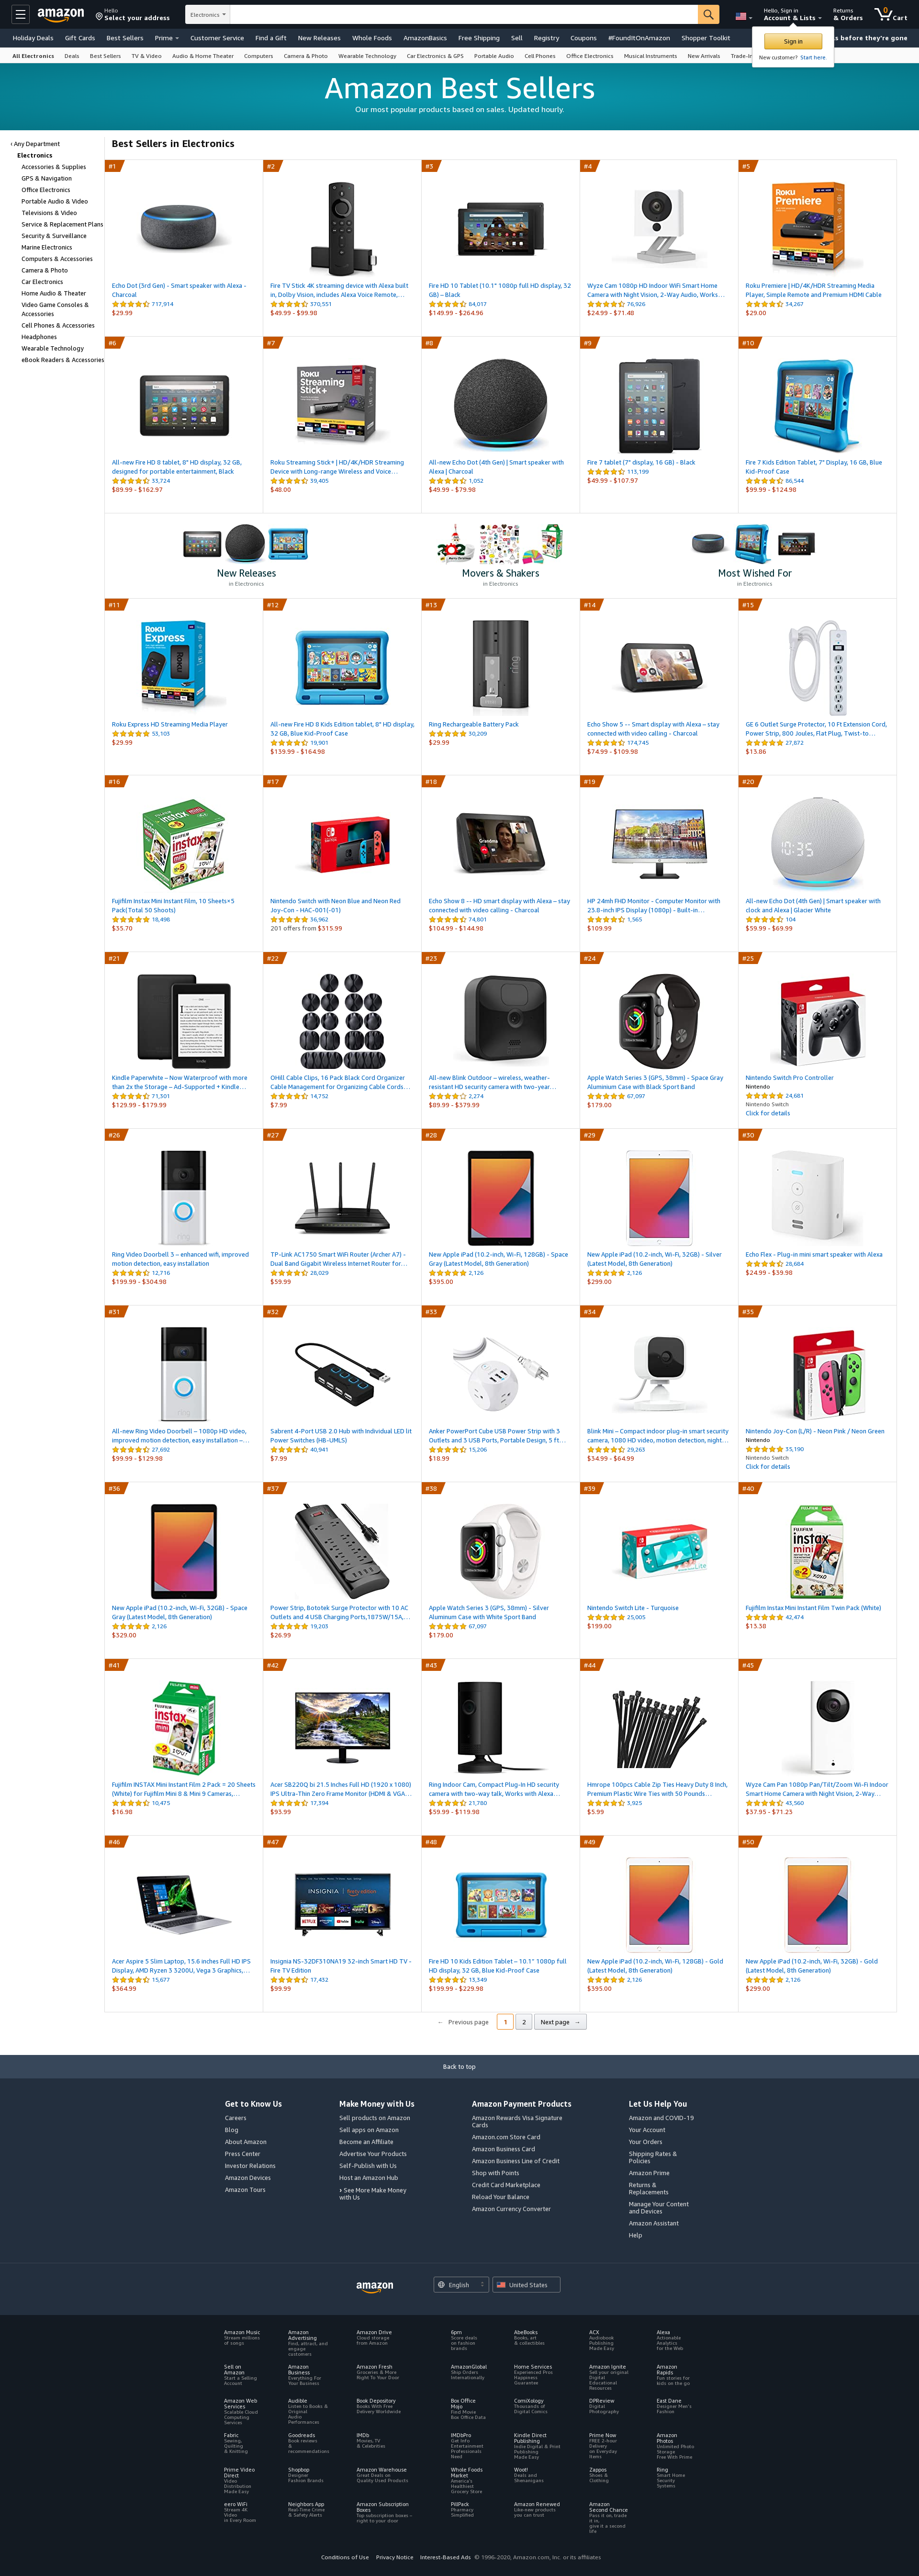 Hello
Select your address
Electronics
Hello, Sign in
Account & Lists
Returns
& Orders
0
Cart
Holiday Deals Gift Cards Best Sellers Prime Customer Service Find a Gift New Releases Whole Foods AmazonBasics Free Shipping Sell Registry Coupons #FoundItOnAmazon Shopper Toolkit
s before they're gone
Sign in
New customer? Start here.
All Electronics Deals Best Sellers TV & Video Audio & Home Theater Computers Camera & Photo Wearable Technology Car Electronics & GPS Portable Audio Cell Phones Office Electronics Musical Instruments New Arrivals Trade-In
Amazon Best Sellers
Our most popular products based on sales. Updated hourly.
‹ Any Department
Electronics
Accessories & Supplies
GPS & Navigation
Office Electronics
Portable Audio & Video
Televisions & Video
Service & Replacement Plans
Security & Surveillance
Marine Electronics
Computers & Accessories
Camera & Photo
Car Electronics
Home Audio & Theater
Video Game Consoles &
Accessories
Cell Phones & Accessories
Headphones
Wearable Technology
eBook Readers & Accessories
Best Sellers in Electronics
#1
Echo Dot (3rd Gen) - Smart speaker with Alexa -
Charcoal
717,914
$29.99
#2
Fire TV Stick 4K streaming device with Alexa built
in, Dolby Vision, includes Alexa Voice Remote,…
370,551
$49.99 - $99.98
#3
Fire HD 10 Tablet (10.1" 1080p full HD display, 32
GB) – Black
84,017
$149.99 - $264.96
#4
Wyze Cam 1080p HD Indoor WiFi Smart Home
Camera with Night Vision, 2-Way Audio, Works…
76,926
$24.99 - $71.48
#5
Roku Premiere | HD/4K/HDR Streaming Media
Player, Simple Remote and Premium HDMI Cable
34,267
$29.00
#6
All-new Fire HD 8 tablet, 8" HD display, 32 GB,
designed for portable entertainment, Black
33,724
$89.99 - $162.97
#7
Roku Streaming Stick+ | HD/4K/HDR Streaming
Device with Long-range Wireless and Voice…
39,405
$48.00
#8
All-new Echo Dot (4th Gen) | Smart speaker with
Alexa | Charcoal
1,052
$49.99 - $79.98
#9
Fire 7 tablet (7" display, 16 GB) - Black
113,199
$49.99 - $107.97
#10
Fire 7 Kids Edition Tablet, 7" Display, 16 GB, Blue
Kid-Proof Case
86,544
$99.99 - $124.98
New Releases
in Electronics
Movers & Shakers
in Electronics
Most Wished For
in Electronics
#11
Roku Express HD Streaming Media Player
53,103
$29.99
#12
All-new Fire HD 8 Kids Edition tablet, 8" HD display,
32 GB, Blue Kid-Proof Case
19,901
$139.99 - $164.98
#13
Ring Rechargeable Battery Pack
30,209
$29.99
#14
Echo Show 5 -- Smart display with Alexa – stay
connected with video calling - Charcoal
174,745
$74.99 - $109.98
#15
GE 6 Outlet Surge Protector, 10 Ft Extension Cord,
Power Strip, 800 Joules, Flat Plug, Twist-to…
27,872
$13.86
#16
Fujifilm Instax Mini Instant Film, 10 Sheets×5
Pack(Total 50 Shoots)
18,498
$35.70
#17
Nintendo Switch with Neon Blue and Neon Red
Joy-Con - HAC-001(-01)
36,962
201 offers from $315.99
#18
Echo Show 8 -- HD smart display with Alexa – stay
connected with video calling - Charcoal
74,801
$104.99 - $144.98
#19
HP 24mh FHD Monitor - Computer Monitor with
23.8-inch IPS Display (1080p) - Built-in…
1,565
$109.99
#20
All-new Echo Dot (4th Gen) | Smart speaker with
clock and Alexa | Glacier White
104
$59.99 - $69.99
#21
Kindle Paperwhite – Now Waterproof with more
than 2x the Storage – Ad-Supported + Kindle…
71,301
$129.99 - $179.99
#22
OHill Cable Clips, 16 Pack Black Cord Organizer
Cable Management for Organizing Cable Cords…
14,752
$7.99
#23
All-new Blink Outdoor – wireless, weather-
resistant HD security camera with two-year…
2,274
$89.99 - $379.99
#24
Apple Watch Series 3 (GPS, 38mm) - Space Gray
Aluminium Case with Black Sport Band
67,097
$179.00
#25
Nintendo Switch Pro Controller
Nintendo
24,681
Nintendo Switch
Click for details
#26
Ring Video Doorbell 3 – enhanced wifi, improved
motion detection, easy installation
12,716
$199.99 - $304.98
#27
TP-Link AC1750 Smart WiFi Router (Archer A7) -
Dual Band Gigabit Wireless Internet Router for…
28,029
$59.99
#28
New Apple iPad (10.2-inch, Wi-Fi, 128GB) - Space
Gray (Latest Model, 8th Generation)
2,126
$395.00
#29
New Apple iPad (10.2-inch, Wi-Fi, 32GB) - Silver
(Latest Model, 8th Generation)
2,126
$299.00
#30
Echo Flex - Plug-in mini smart speaker with Alexa
28,684
$24.99 - $39.98
#31
All-new Ring Video Doorbell – 1080p HD video,
improved motion detection, easy installation –…
27,692
$99.99 - $129.98
#32
Sabrent 4-Port USB 2.0 Hub with Individual LED lit
Power Switches (HB-UMLS)
40,941
$7.99
#33
Anker PowerPort Cube USB Power Strip with 3
Outlets and 3 USB Ports, Portable Design, 5 ft…
15,206
$18.99
#34
Blink Mini – Compact indoor plug-in smart security
camera, 1080 HD video, motion detection, night…
29,263
$34.99 - $64.99
#35
Nintendo Joy-Con (L/R) - Neon Pink / Neon Green
Nintendo
35,190
Nintendo Switch
Click for details
#36
New Apple iPad (10.2-inch, Wi-Fi, 32GB) - Space
Gray (Latest Model, 8th Generation)
2,126
$329.00
#37
Power Strip, Bototek Surge Protector with 10 AC
Outlets and 4 USB Charging Ports,1875W/15A,…
19,203
$26.99
#38
Apple Watch Series 3 (GPS, 38mm) - Silver
Aluminum Case with White Sport Band
67,097
$179.00
#39
Nintendo Switch Lite - Turquoise
25,005
$199.00
#40
Fujifilm Instax Mini Instant Film Twin Pack (White)
42,474
$13.38
#41
Fujifilm INSTAX Mini Instant Film 2 Pack = 20 Sheets
(White) for Fujifilm Mini 8 & Mini 9 Cameras,…
10,475
$16.98
#42
Acer SB220Q bi 21.5 Inches Full HD (1920 x 1080)
IPS Ultra-Thin Zero Frame Monitor (HDMI & VGA…
17,394
$93.99
#43
Ring Indoor Cam, Compact Plug-In HD security
camera with two-way talk, Works with Alexa…
21,780
$59.99 - $119.98
#44
Hmrope 100pcs Cable Zip Ties Heavy Duty 8 Inch,
Premium Plastic Wire Ties with 50 Pounds…
3,925
$5.99
#45
Wyze Cam Pan 1080p Pan/Tilt/Zoom Wi-Fi Indoor
Smart Home Camera with Night Vision, 2-Way…
43,560
$37.95 - $71.23
#46
Acer Aspire 5 Slim Laptop, 15.6 inches Full HD IPS
Display, AMD Ryzen 3 3200U, Vega 3 Graphics,…
15,677
$364.99
#47
Insignia NS-32DF310NA19 32-inch Smart HD TV -
Fire TV Edition
17,432
$99.99
#48
Fire HD 10 Kids Edition Tablet – 10.1" 1080p full
HD display, 32 GB, Blue Kid-Proof Case
13,349
$199.99 - $229.98
#49
New Apple iPad (10.2-inch, Wi-Fi, 128GB) - Gold
(Latest Model, 8th Generation)
2,126
$395.00
#50
New Apple iPad (10.2-inch, Wi-Fi, 32GB) - Gold
(Latest Model, 8th Generation)
2,126
$299.00
← Previous page 1 2 Next page →
Back to top
Get to Know Us
Careers
Blog
About Amazon
Press Center
Investor Relations
Amazon Devices
Amazon Tours
Make Money with Us
Sell products on Amazon
Sell apps on Amazon
Become an Affiliate
Advertise Your Products
Self-Publish with Us
Host an Amazon Hub
› See More Make Money
with Us
Amazon Payment Products
Amazon Rewards Visa Signature
Cards
Amazon.com Store Card
Amazon Business Card
Amazon Business Line of Credit
Shop with Points
Credit Card Marketplace
Reload Your Balance
Amazon Currency Converter
Let Us Help You
Amazon and COVID-19
Your Account
Your Orders
Shipping Rates &
Policies
Amazon Prime
Returns &
Replacements
Manage Your Content
and Devices
Amazon Assistant
Help
amazon
English
United States
Amazon Music
Stream millions
of songs
Amazon
Advertising
Find, attract, and
engage
customers
Amazon Drive
Cloud storage
from Amazon
6pm
Score deals
on fashion
brands
AbeBooks
Books, art
& collectibles
ACX
Audiobook
Publishing
Made Easy
Alexa
Actionable
Analytics
for the Web
Sell on
Amazon
Start a Selling
Account
Amazon
Business
Everything For
Your Business
Amazon Fresh
Groceries & More
Right To Your Door
AmazonGlobal
Ship Orders
Internationally
Home Services
Experienced Pros
Happiness
Guarantee
Amazon Ignite
Sell your original
Digital
Educational
Resources
Amazon
Rapids
Fun stories for
kids on the go
Amazon Web
Services
Scalable Cloud
Computing
Services
Audible
Listen to Books &
Original
Audio
Performances
Book Depository
Books With Free
Delivery Worldwide
Box Office
Mojo
Find Movie
Box Office Data
ComiXology
Thousands of
Digital Comics
DPReview
Digital
Photography
East Dane
Designer Men's
Fashion
Fabric
Sewing,
Quilting
& Knitting
Goodreads
Book reviews
&
recommendations
IMDb
Movies, TV
& Celebrities
IMDbPro
Get Info
Entertainment
Professionals
Need
Kindle Direct
Publishing
Indie Digital & Print
Publishing
Made Easy
Prime Now
FREE 2-hour
Delivery
on Everyday
Items
Amazon
Photos
Unlimited Photo
Storage
Free With Prime
Prime Video
Direct
Video
Distribution
Made Easy
Shopbop
Designer
Fashion Brands
Amazon Warehouse
Great Deals on
Quality Used Products
Whole Foods
Market
America's
Healthiest
Grocery Store
Woot!
Deals and
Shenanigans
Zappos
Shoes &
Clothing
Ring
Smart Home
Security
Systems
eero WiFi
Stream 4K
Video
in Every Room
Neighbors App
Real-Time Crime
& Safety Alerts
Amazon Subscription
Boxes
Top subscription boxes –
right to your door
PillPack
Pharmacy
Simplified
Amazon Renewed
Like-new products
you can trust
Amazon
Second Chance
Pass it on, trade
it in,
give it a second
life
Conditions of Use Privacy Notice Interest-Based Ads © 1996-2020, Amazon.com, Inc. or its affiliates